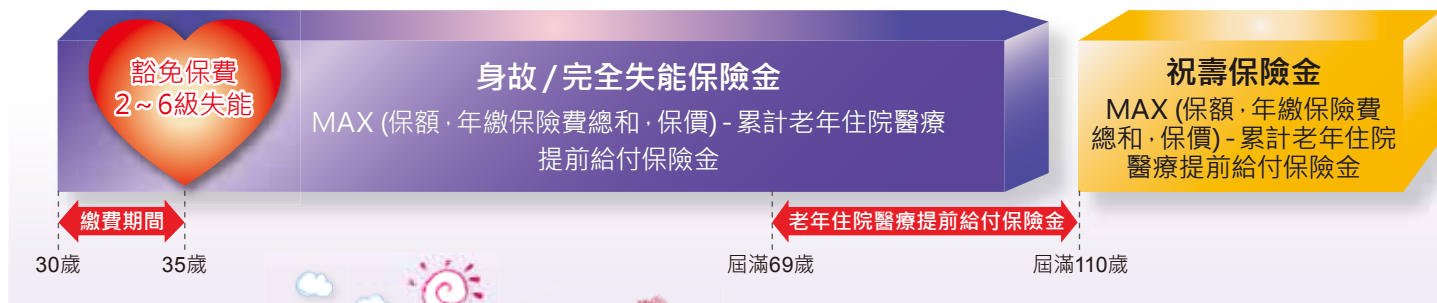 豁免保費
2~6級失能
身故/完全失能保險金
MAX (保額‧年繳保險費總和‧保價) - 累計老年住院醫療
提前給付保險金
祝壽保險金
MAX (保額‧年繳保險費
總和‧保價) - 累計老年住院
醫療提前給付保險金
繳費期間
老年住院醫療提前給付保險金
30歲
35歲
屆滿69歲
屆滿110歲